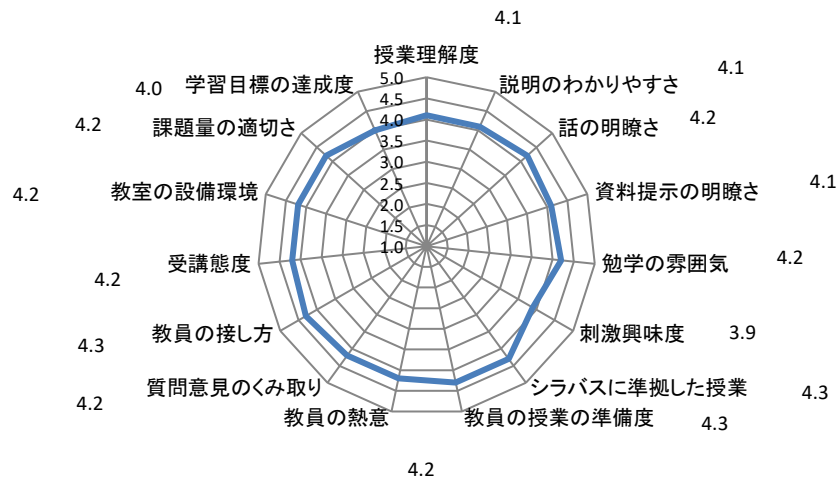 4.1
授業理解度
5.0
4.5
4.0
3.5
3.0
2.5
2.0
1.5
1.0
説明のわかりやすさ
4.1
話の明瞭さ
4.2
資料提示の明瞭さ
4.1
勉学の雰囲気
4.2
刺激興味度
3.9
シラバスに準拠した授業
4.3
教員の授業の準備度
4.3
教員の熱意
4.2
質問意見のくみ取り
4.2
教員の接し方
4.3
受講態度
4.2
教室の設備環境
4.2
課題量の適切さ
4.2
学習目標の達成度
4.0